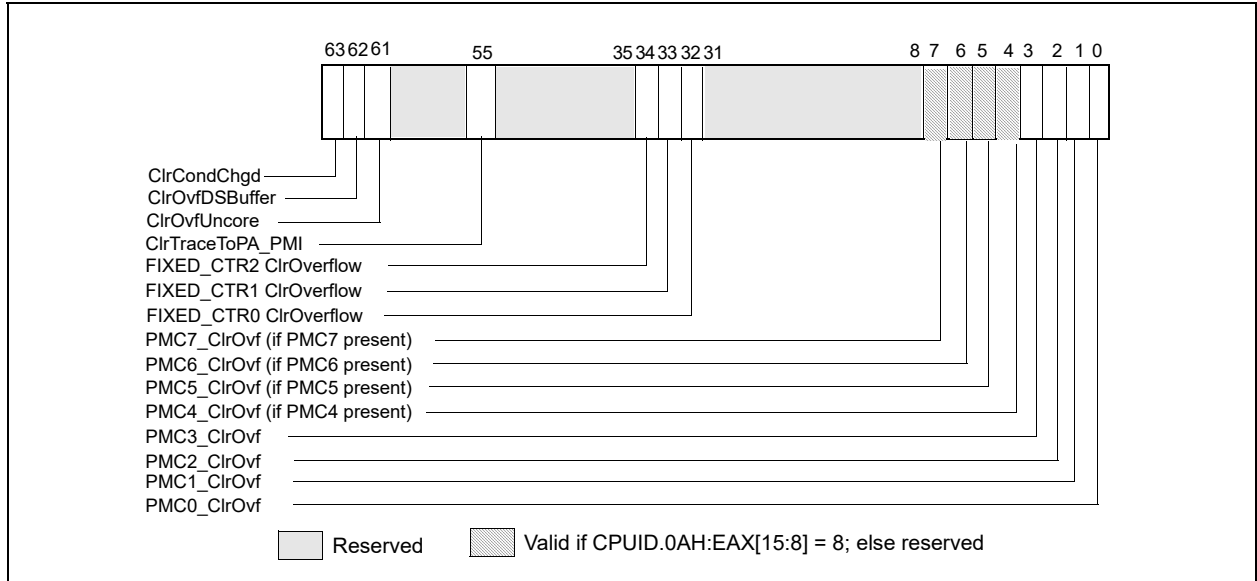 63 62 61 55 35 34 33 32 31 8 7 6 5 4 3 2 1 0
ClrCondChgd
ClrOvfDSBuffer
ClrOvfUncore
ClrTraceToPA_PMI
FIXED_CTR2 ClrOverflow
FIXED_CTR1 ClrOverflow
FIXED_CTR0 ClrOverflow
PMC7_ClrOvf (if PMC7 present)
PMC6_ClrOvf (if PMC6 present)
PMC5_ClrOvf (if PMC5 present)
PMC4_ClrOvf (if PMC4 present)
PMC3_ClrOvf
PMC2_ClrOvf
PMC1_ClrOvf
PMC0_ClrOvf
Reserved
Valid if CPUID.0AH:EAX[15:8] = 8; else reserved